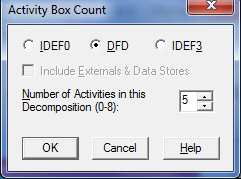 Activity Box Count
IDEF0 DFD IDEF3
Include Externals & Data Stores
Number of Activities in this
Decomposition (0-8):
5
OK Cancel Help